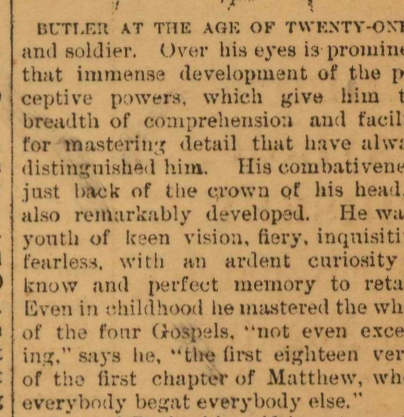 BUTLER AT THE AGE OF TWENTY-ONE
and soldier. Over his eyes is promine
that immense development of the p
ceptive powers, which give him t
breadth of comprehension and facil
for mastering detail that have alwa
distinguished him. His combativene
just back of the crown of his head,
also remarkably developed. He wa
youth of keen vision, fiery, inquisiti
fearless, with an ardent curiosity
know and perfect memory to reta
Even in childhood he mastered the wh
of the four Gospels, "not even exce
ing," says he, "the first eighteen ver
of the first chapter of Matthew, whe
everybody begat everybody else."